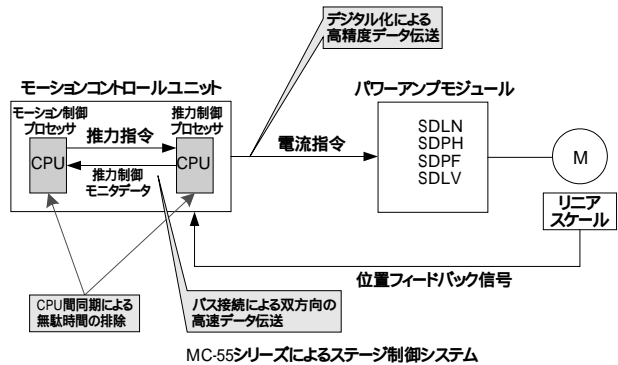 デジタル化による
高精度データ伝送
モーションコントロールユニット
パワーアンプモジュール
モーション制御
プロセッサ
推力制御
プロセッサ
推力指令
CPU
CPU
推力制御
モニタデータ
電流指令
SDLN
SDPH
SDPF
SDLV
M
リニア
スケール
位置フィードバック信号
CPU間同期による
無駄時間の排除
バス接続による双方向の
高速データ伝送
MC-55シリーズによるステージ制御システム